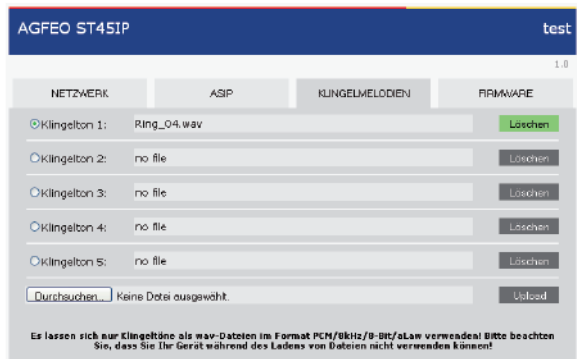 AGFEO ST45IP test
1.0
NETZWERK ASIP KLINGELMELODIEN FIRMWARE
Klingelton 1: Ring_04.wav Löschen
Klingelton 2: no file Löschen
Klingelton 3: no file Löschen
Klingelton 4: no file Löschen
Klingelton 5: no file Löschen
Durchsuchen... Keine Datei ausgewählt. Upload
Es lassen sich nur Klingeltöne als wav-Dateien im Format PCM/8kHz/8-Bit/aLaw verwenden! Bitte beachten
Sie, dass Sie Ihr Gerät während des Ladens von Dateien nicht verwenden können!